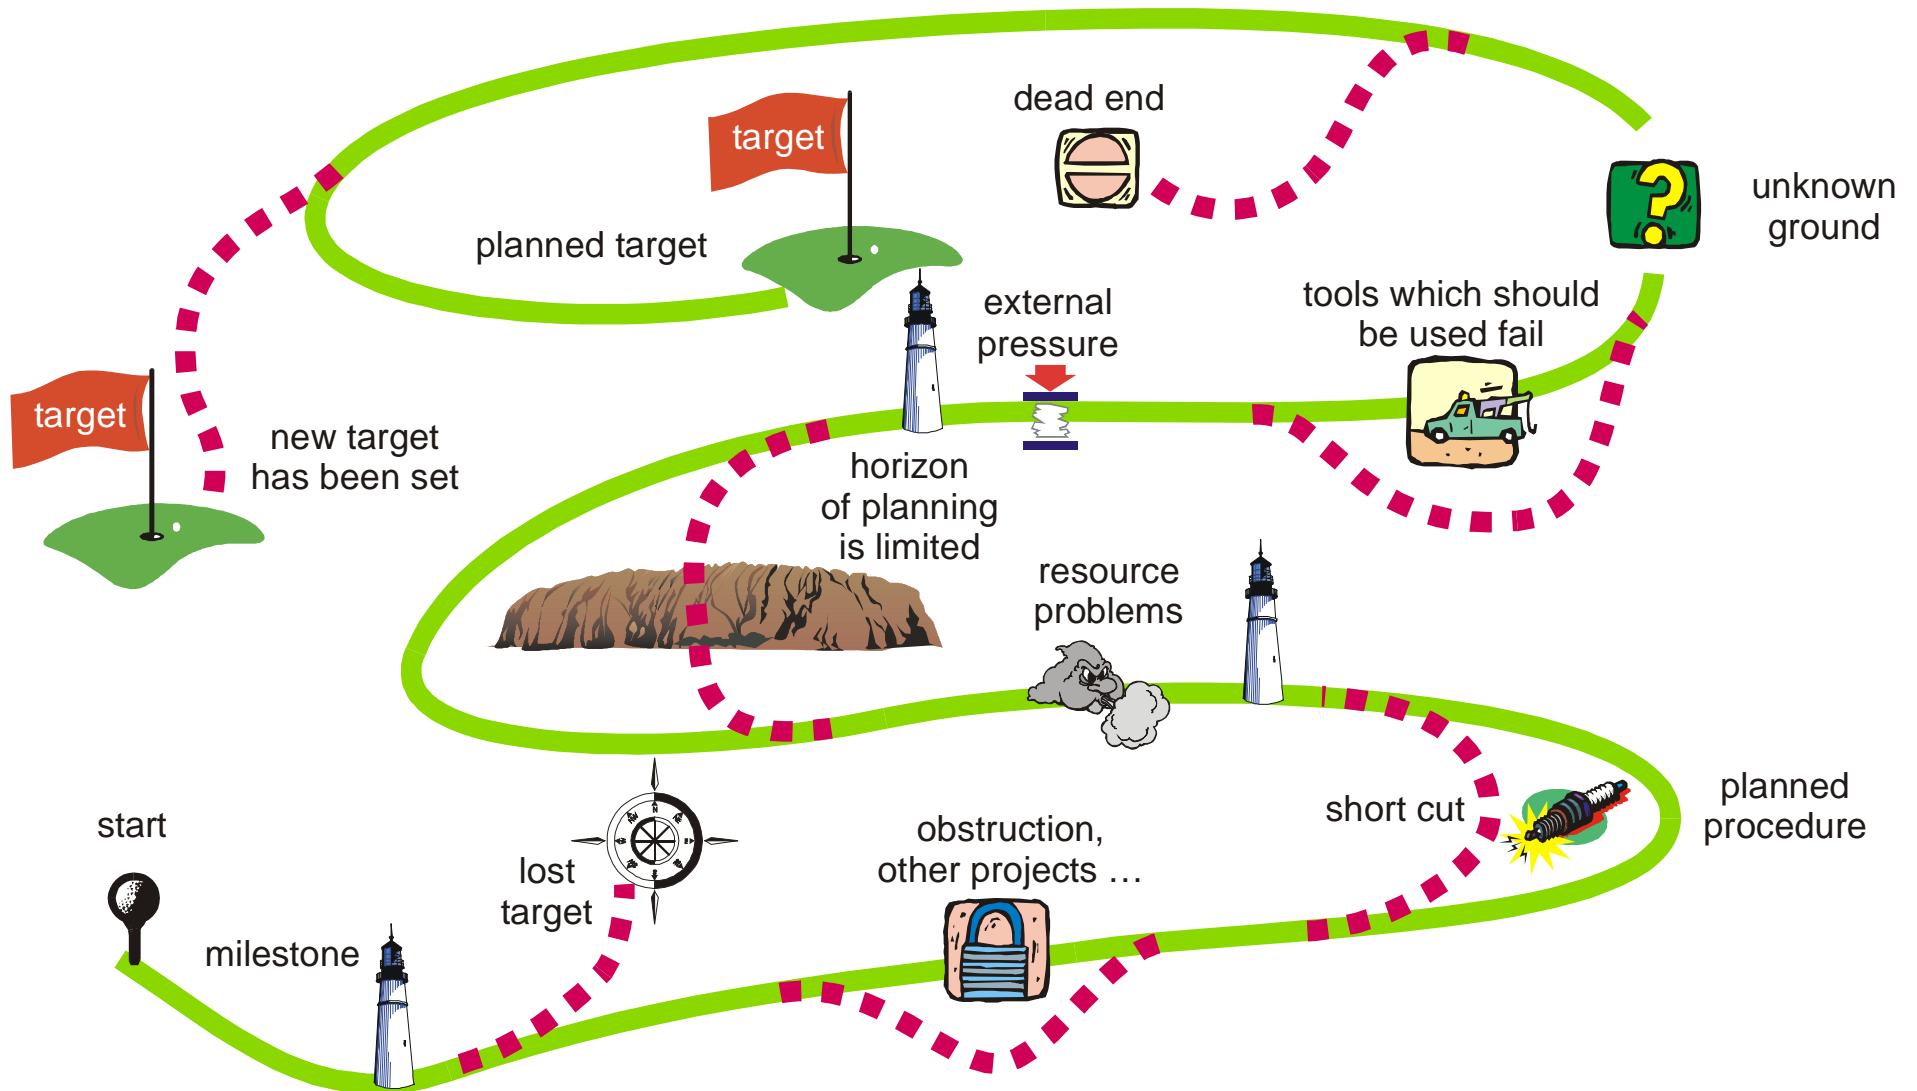 dead end
target
unknown
ground
planned target
external
pressure
tools which should
be used fail
target
new target
has been set
horizon
of planning
is limited
resource
problems
start
short cut
planned
procedure
lost
target
obstruction,
other projects …
milestone